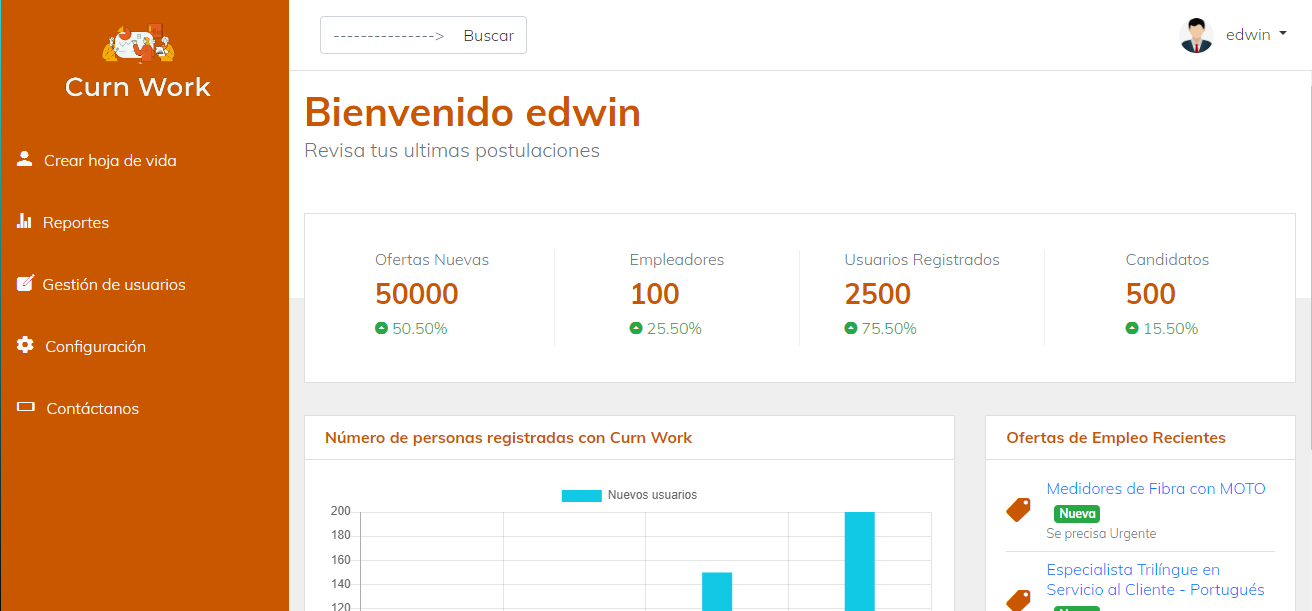 Curn Work
Crear hoja de vida
Reportes
Gestión de usuarios
Configuración
Contáctanos
---------------> Buscar
edwin
Bienvenido edwin
Revisa tus ultimas postulaciones
Ofertas Nuevas
50000
50.50%
Empleadores
100
25.50%
Usuarios Registrados
2500
75.50%
Candidatos
500
15.50%
Número de personas registradas con Curn Work
Nuevos usuarios
200
180
160
140
120
Ofertas de Empleo Recientes
Medidores de Fibra con MOTO
Nueva
Se precisa Urgente
Especialista Trilíngue en
Servicio al Cliente - Portugués